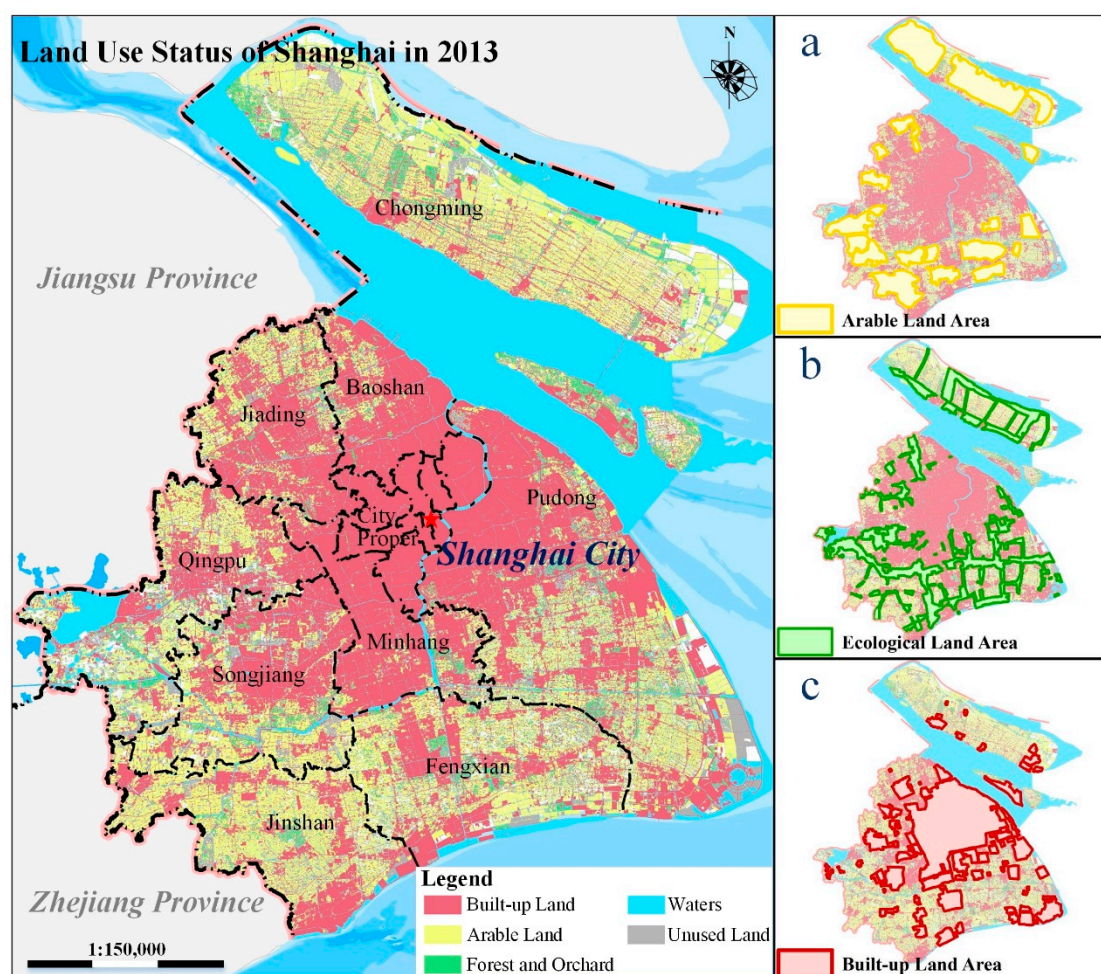 Land Use Status of Shanghai in 2013
N
Chongming
Jiangsu Province
Baoshan
Jiading
Pudong
City
Proper
Shanghai City
Qingpu
Minhang
Songjiang
Fengxian
Jinshan
Zhejiang Province
1:150,000
Legend
Built-up Land
Waters
Arable Land
Unused Land
Forest and Orchard
a
Arable Land Area
b
Ecological Land Area
c
Built-up Land Area